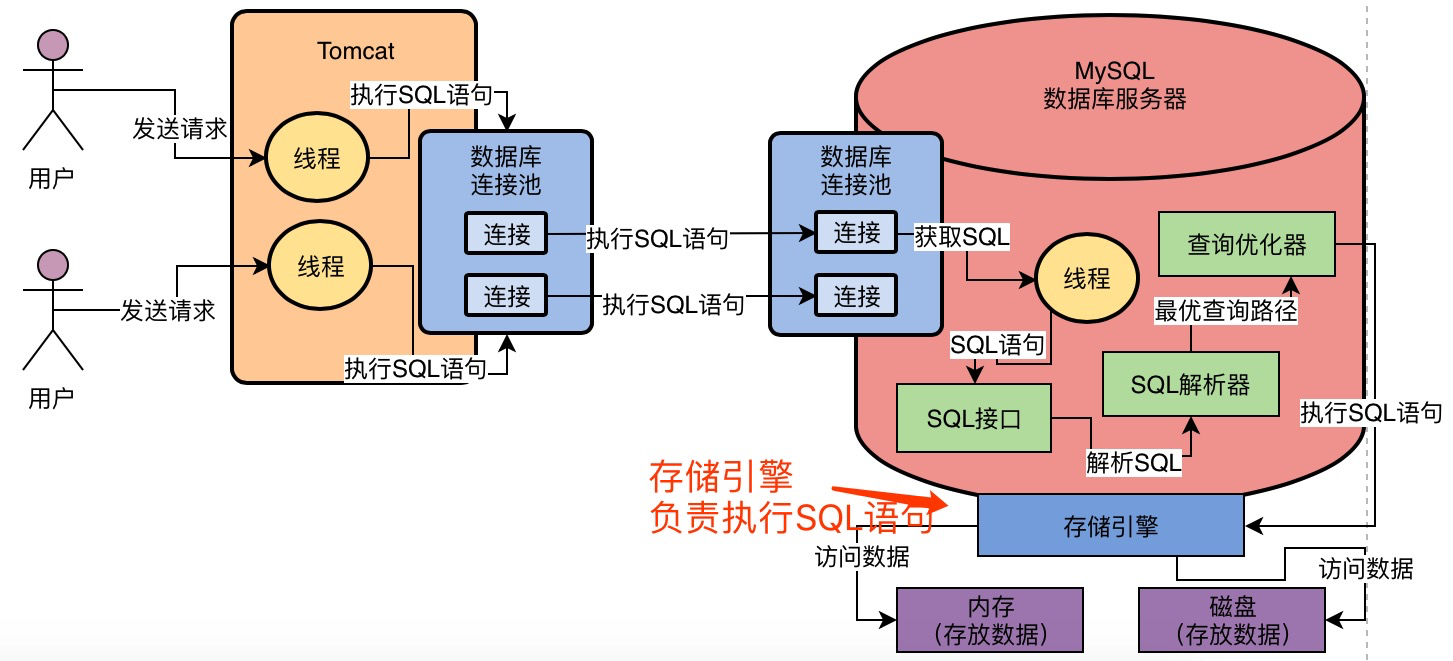 Tomcat
MySQL
数据库服务器
执行SQL语句
发送请求
线程
用户
数据库
连接池
连接
执行SQL语句
连接
执行SQL语句
数据库
连接池
连接
连接
获取SQL
线程
查询优化器
线程
发送请求
执行SQL语句
用户
最优查询路径
SQL语句
SQL解析器
SQL接口
执行SQL语句
解析SQL
存储引擎
负责执行SQL语句
存储引擎
访问数据
访问数据
内存
(存放数据)
磁盘
(存放数据)